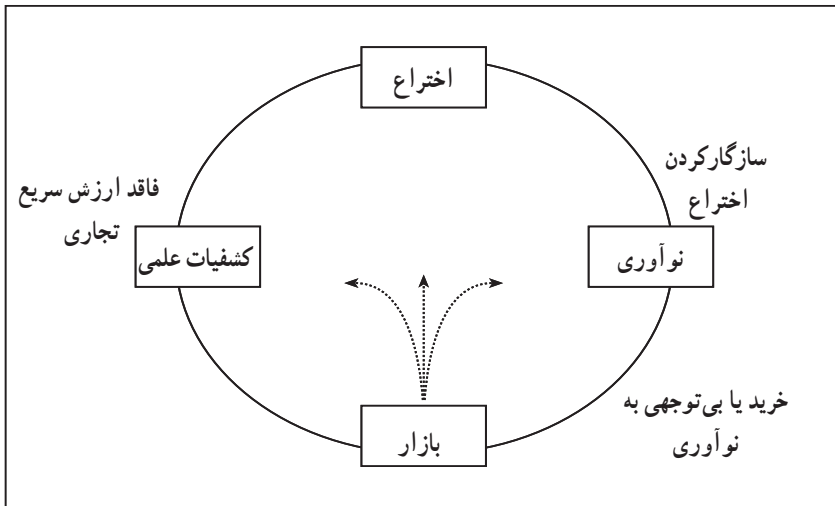 اختراع
سازگارکردن
اختراع
فاقد ارزش سریع
تجاری
کشفیات علمی
نوآوری
خرید یا بی‌توجهی به
نوآوری
بازار